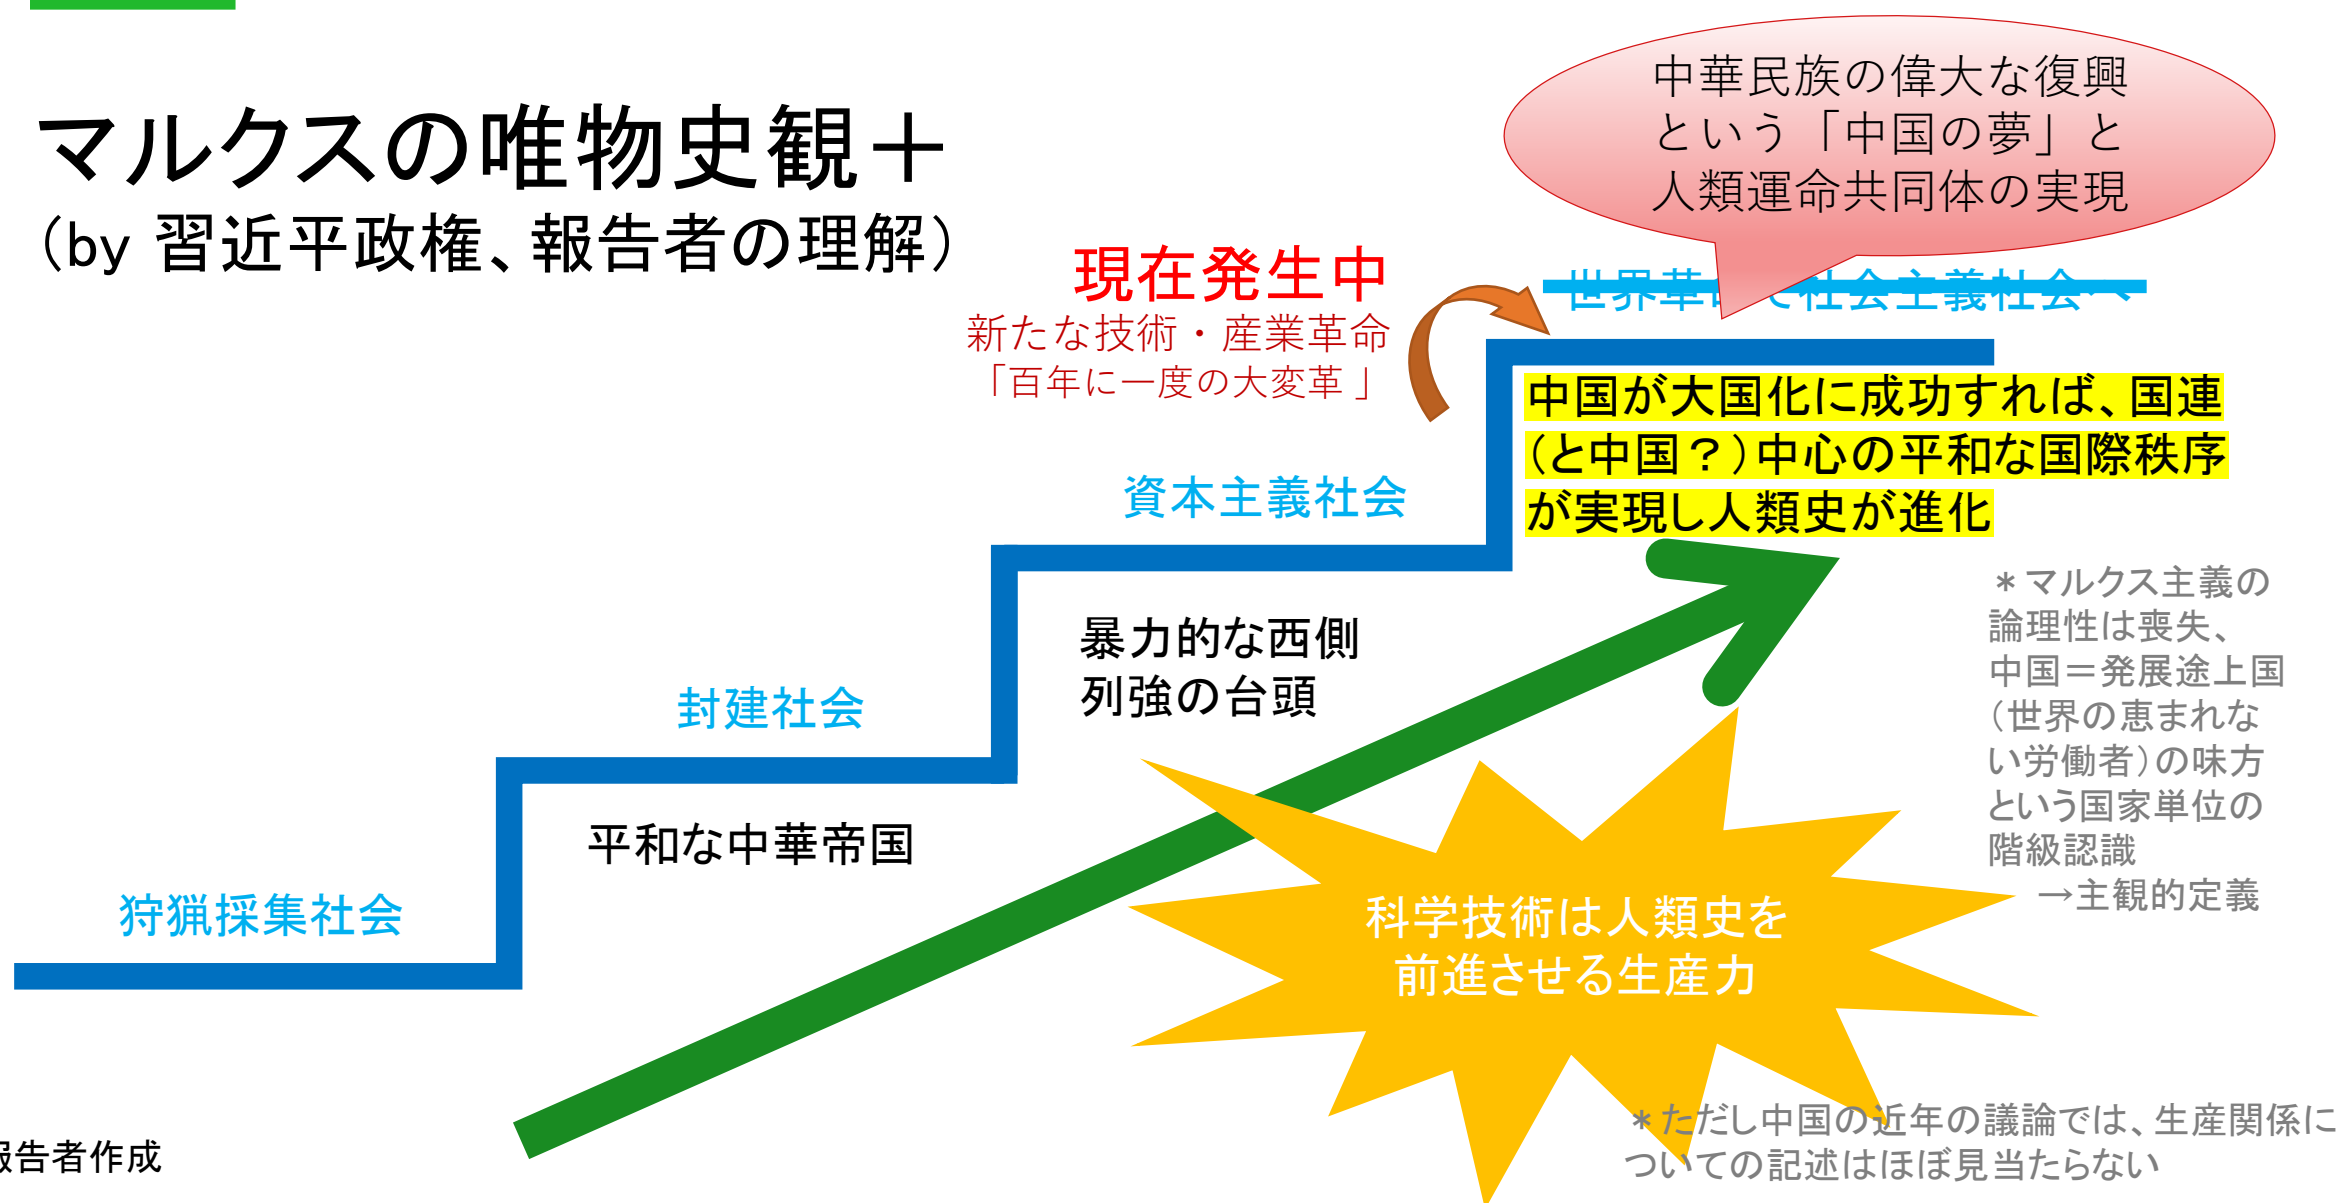 マルクスの唯物史観＋
（by 習近平政権、報告者の理解）
中華民族の偉大な復興
という「中国の夢」と
人類運命共同体の実現
現在発生中
新たな技術・産業革命
「百年に一度の大変革 」
世界革命で社会主義社会へ
中国が大国化に成功すれば、国連
（と中国？）中心の平和な国際秩序
が実現し人類史が進化
資本主義社会
暴力的な西側
列強の台頭
封建社会
平和な中華帝国
狩猟採集社会
＊マルクス主義の
論理性は喪失、
中国＝発展途上国
（世界の恵まれな
い労働者）の味方
という国家単位の
階級認識
→主観的定義
科学技術は人類史を
前進させる生産力
＊ただし中国の近年の議論では、生産関係に
ついての記述はほぼ見当たらない
報告者作成